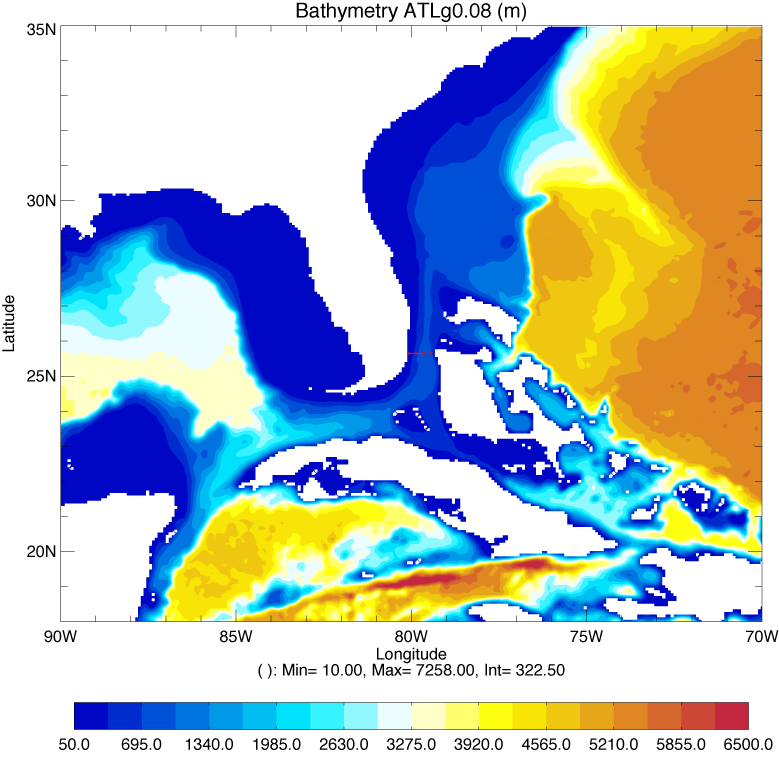 Bathymetry ATLg0.08 (m)
35N
30N
25N
20N
Latitude
90W 85W 80W 75W 70W
Longitude
( ): Min= 10.00, Max= 7258.00, Int= 322.50
50.0 695.0 1340.0 1985.0 2630.0 3275.0 3920.0 4565.0 5210.0 5855.0 6500.0